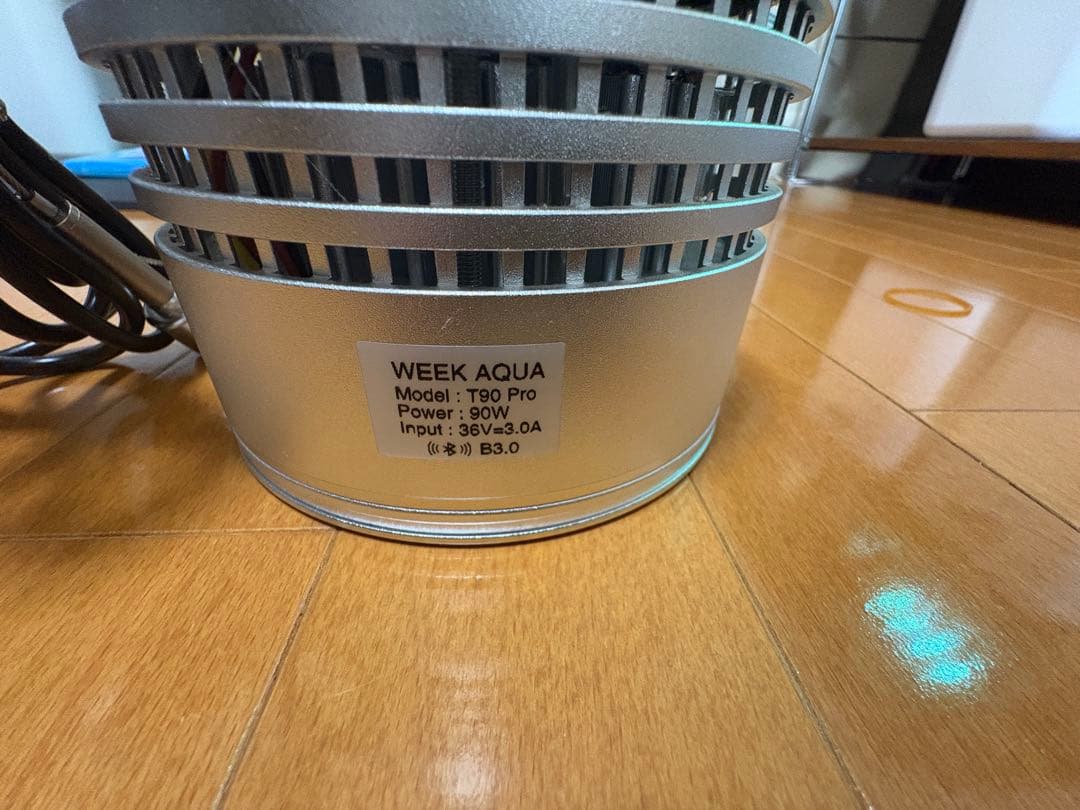 WEEK AQUA
Model : T90 Pro
Power : 90W
Input : 36V=3.0A
B3.0